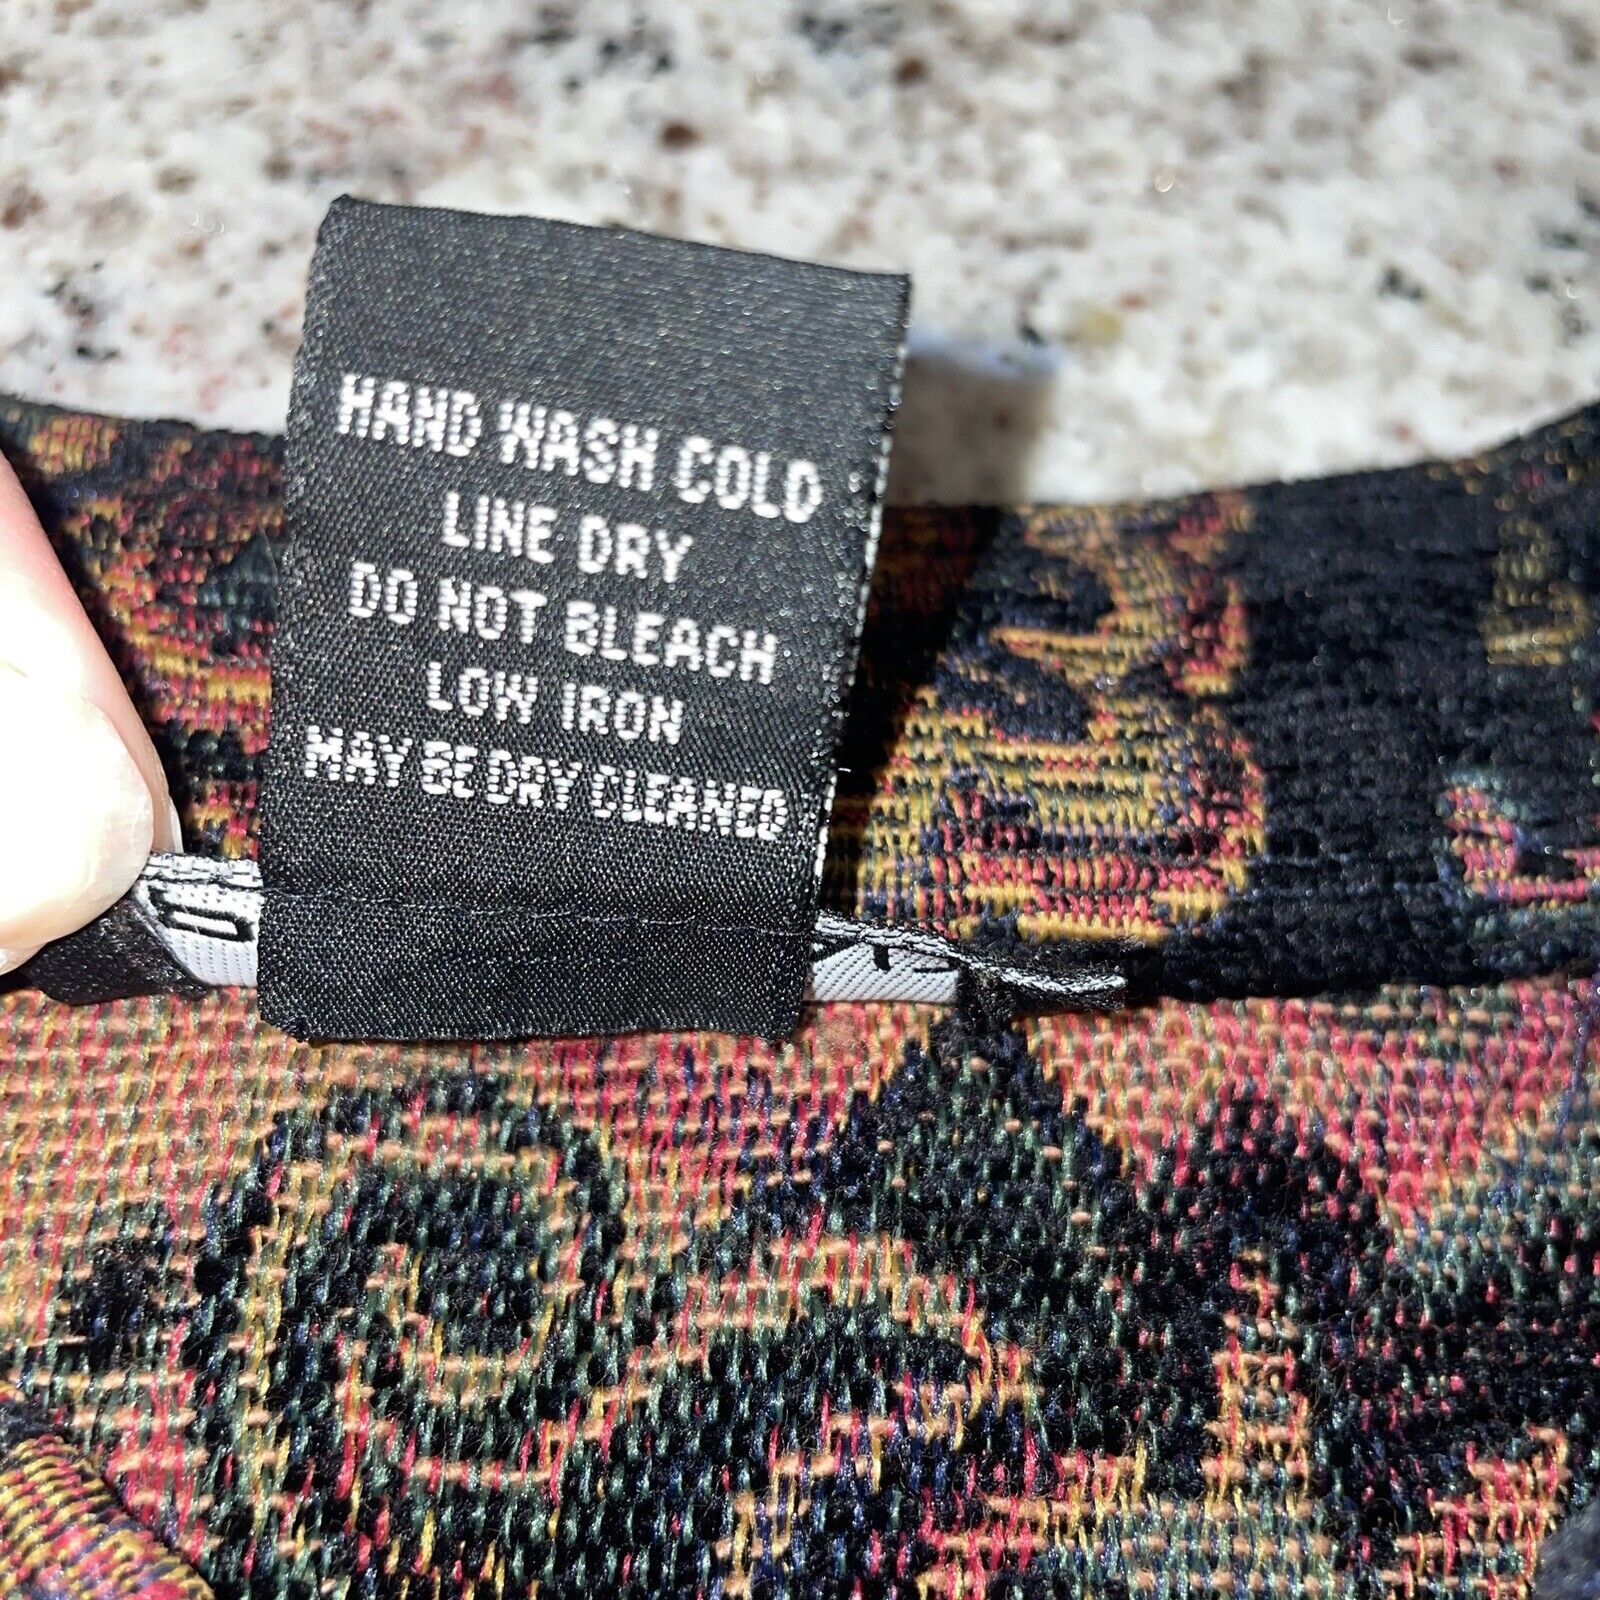 HAND WASH COLD
LINE DRY
DO NOT BLEACH
LOW IRON
MAY BE DRY CLEANED